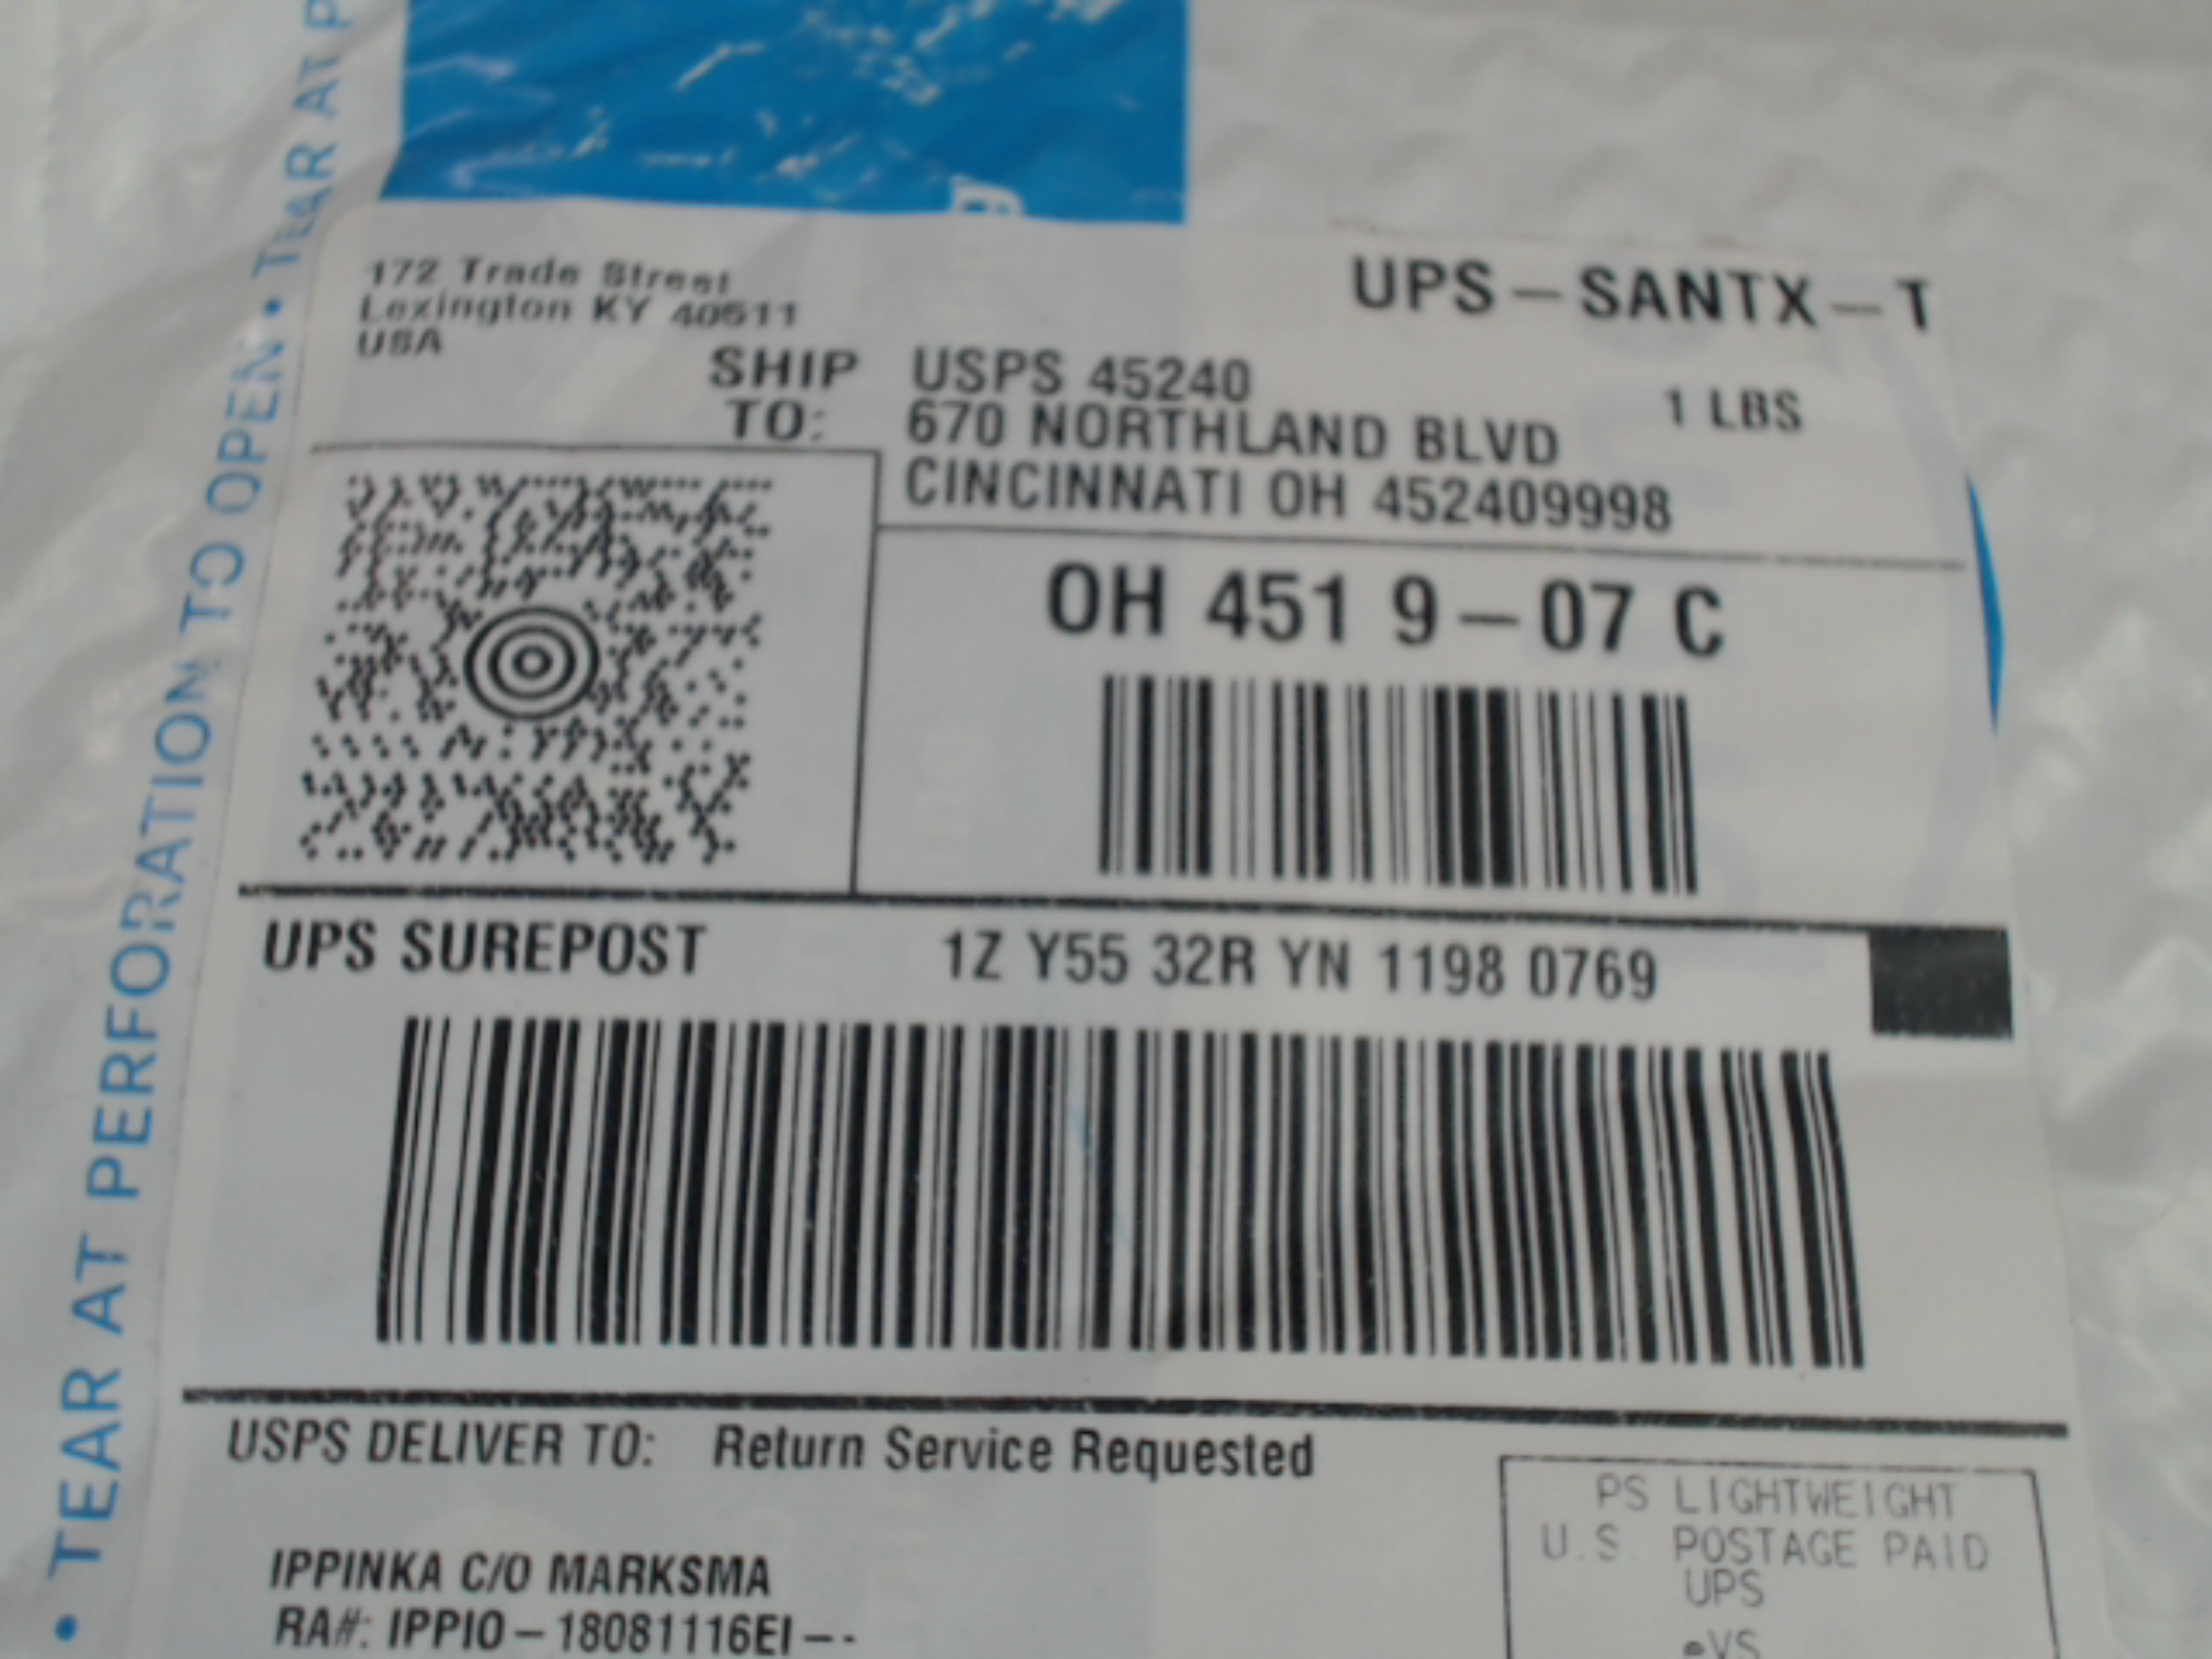 172 Trade Street
Lexington KY 40511
USA
UPS-SANTX-T
SHIP TO: USPS 45240
670 NORTHLAND BLVD
CINCINNATI OH 452409998
1 LBS
OH 451 9-07 C
UPS SUREPOST 1Z Y55 32R YN 1198 0769
USPS DELIVER TO: Return Service Requested
IPPINKA C/O MARKSMA
RA#: IPPIO-18081116EI--
PS LIGHTWEIGHT
U.S. POSTAGE PAID
UPS
eVS
• TEAR AT PERFORATION TO OPEN • TEAR AT P